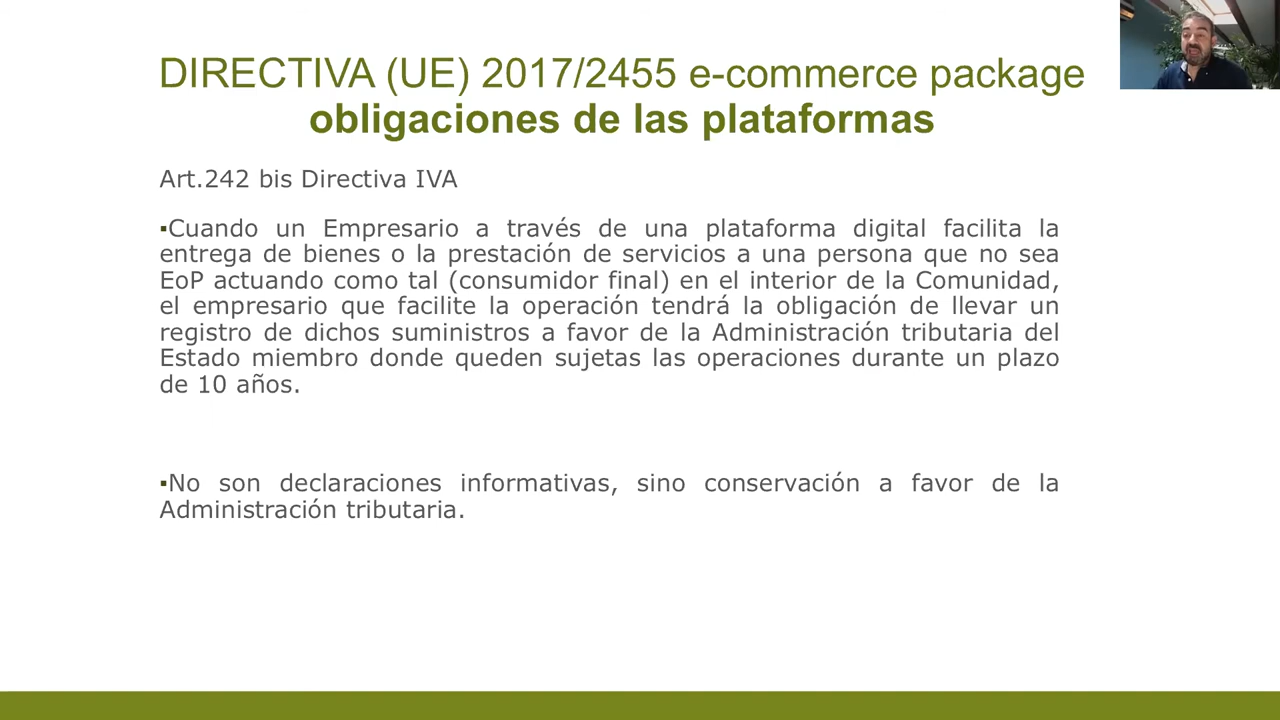 DIRECTIVA (UE) 2017/2455 e-commerce package
obligaciones de las plataformas
Art.242 bis Directiva IVA
▪Cuando un Empresario a través de una plataforma digital facilita la
entrega de bienes o la prestación de servicios a una persona que no sea
EoP actuando como tal (consumidor final) en el interior de la Comunidad,
el empresario que facilite la operación tendrá la obligación de llevar un
registro de dichos suministros a favor de la Administración tributaria del
Estado miembro donde queden sujetas las operaciones durante un plazo
de 10 años.
▪No son declaraciones informativas, sino conservación a favor de la
Administración tributaria.